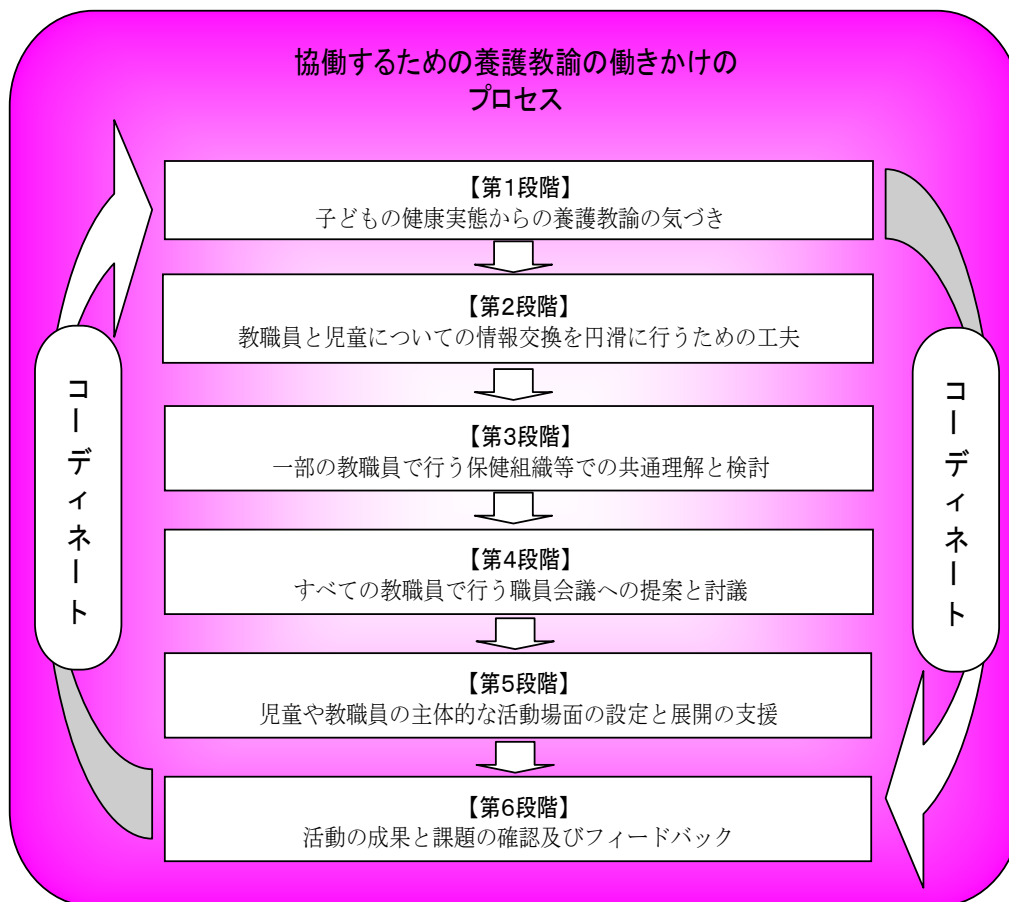 協働するための養護教諭の働きかけの
プロセス
【第1段階】
子どもの健康実態からの養護教諭の気づき
【第2段階】
教職員と児童についての情報交換を円滑に行うための工夫
【第3段階】
一部の教職員で行う保健組織等での共通理解と検討
【第4段階】
すべての教職員で行う職員会議への提案と討議
【第5段階】
児童や教職員の主体的な活動場面の設定と展開の支援
【第6段階】
活動の成果と課題の確認及びフィードバック
コーディネート
コーディネート